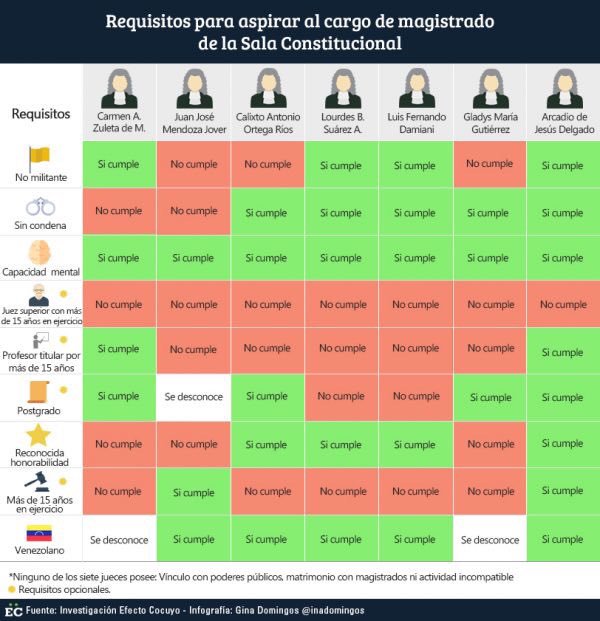 Requisitos para aspirar al cargo de magistrado
de la Sala Constitucional
Requisitos
Carmen A.
Zuleta de M.
Juan José
Mendoza Jover
Calixto Antonio
Ortega Ríos
Lourdes B.
Suárez A.
Luis Fernando
Damiani
Gladys María
Gutiérrez
Arcadio de
Jesús Delgado
No militante
Si cumple
No cumple
No cumple
Si cumple
Si cumple
No cumple
Si cumple
Sin condena
No cumple
No cumple
Si cumple
Si cumple
Si cumple
Si cumple
Si cumple
Capacidad mental
Si cumple
Si cumple
Si cumple
Si cumple
Si cumple
Si cumple
Si cumple
Juez superior con más
de 15 años en ejercicio
No cumple
No cumple
No cumple
No cumple
No cumple
No cumple
No cumple
Profesor titular por
más de 15 años
Si cumple
No cumple
No cumple
No cumple
No cumple
No cumple
Si cumple
Postgrado
Si cumple
Se desconoce
Si cumple
No cumple
No cumple
Si cumple
Si cumple
Reconocida
honorabilidad
No cumple
No cumple
Si cumple
Si cumple
Si cumple
No cumple
Si cumple
Más de 15 años
en ejercicio
No cumple
Si cumple
No cumple
No cumple
No cumple
No cumple
Si cumple
Venezolano
Se desconoce
Si cumple
Si cumple
Si cumple
Si cumple
Se desconoce
Si cumple
*Ninguno de los siete jueces posee: Vínculo con poderes públicos, matrimonio con magistrados ni actividad incompatible
Requisitos opcionales.
EC Fuente: Investigación Efecto Cocuyo - Infografía: Gina Domingos @inadomingos